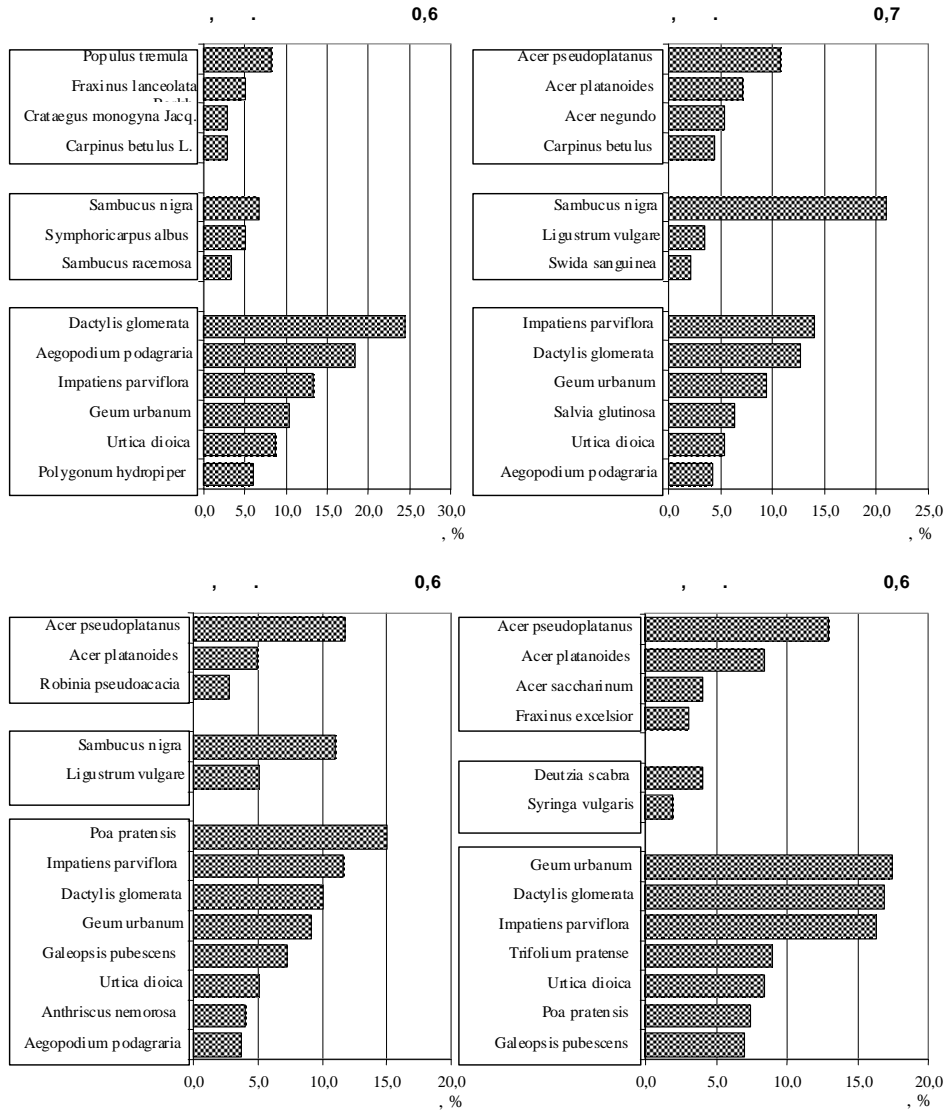 , . 0,6
Populus tremula
Fraxinus lanceolata
Crataegus monogyna Jacq.
Carpinus betulus L.
Sambucus nigra
Symphoricarpus albus
Sambucus racemosa
Dactylis glomerata
Aegopodium podagraria
Impatiens parviflora
Geum urbanum
Urtica dioica
Polygonum hydropiper
0,0 5,0 10,0 15,0 20,0 25,0 30,0
, %
, . 0,7
Acer pseudoplatanus
Acer platanoides
Acer negundo
Carpinus betulus
Sambucus nigra
Ligustrum vulgare
Swida sanguinea
Impatiens parviflora
Dactylis glomerata
Geum urbanum
Salvia glutinosa
Urtica dioica
Aegopodium podagraria
0,0 5,0 10,0 15,0 20,0 25,0
, %
, . 0,6
Acer pseudoplatanus
Acer platanoides
Robinia pseudoacacia
Sambucus nigra
Ligustrum vulgare
Poa pratensis
Impatiens parviflora
Dactylis glomerata
Geum urbanum
Galeopsis pubescens
Urtica dioica
Anthriscus nemorosa
Aegopodium podagraria
0,0 5,0 10,0 15,0 20,0
, %
, . 0,6
Acer pseudoplatanus
Acer platanoides
Acer saccharinum
Fraxinus excelsior
Deutzia scabra
Syringa vulgaris
Geum urbanum
Dactylis glomerata
Impatiens parviflora
Trifolium pratense
Urtica dioica
Poa pratensis
Galeopsis pubescens
0,0 5,0 10,0 15,0 20,0
, %